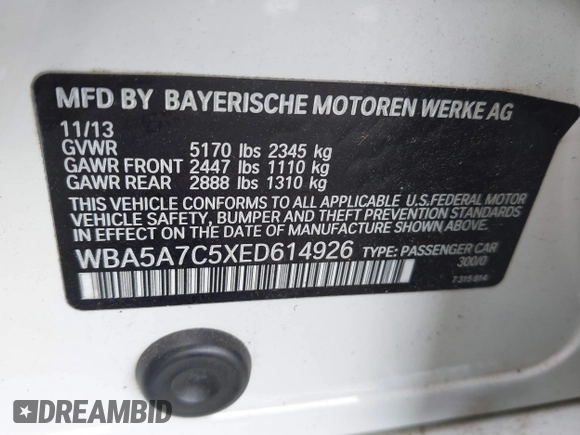 MFD BY BAYERISCHE MOTOREN WERKE AG
11/13
GVWR 5170 lbs 2345 kg
GAWR FRONT 2447 lbs 1110 kg
GAWR REAR 2888 lbs 1310 kg
THIS VEHICLE CONFORMS TO ALL APPLICABLE U.S.FEDERAL MOTOR
VEHICLE SAFETY, BUMPER AND THEFT PREVENTION STANDARDS
IN EFFECT ON THE DATE OF MANUFACTURE SHOWN ABOVE.
WBA5A7C5XED614926 TYPE: PASSENGER CAR
300/0
7315814
DREAMBID